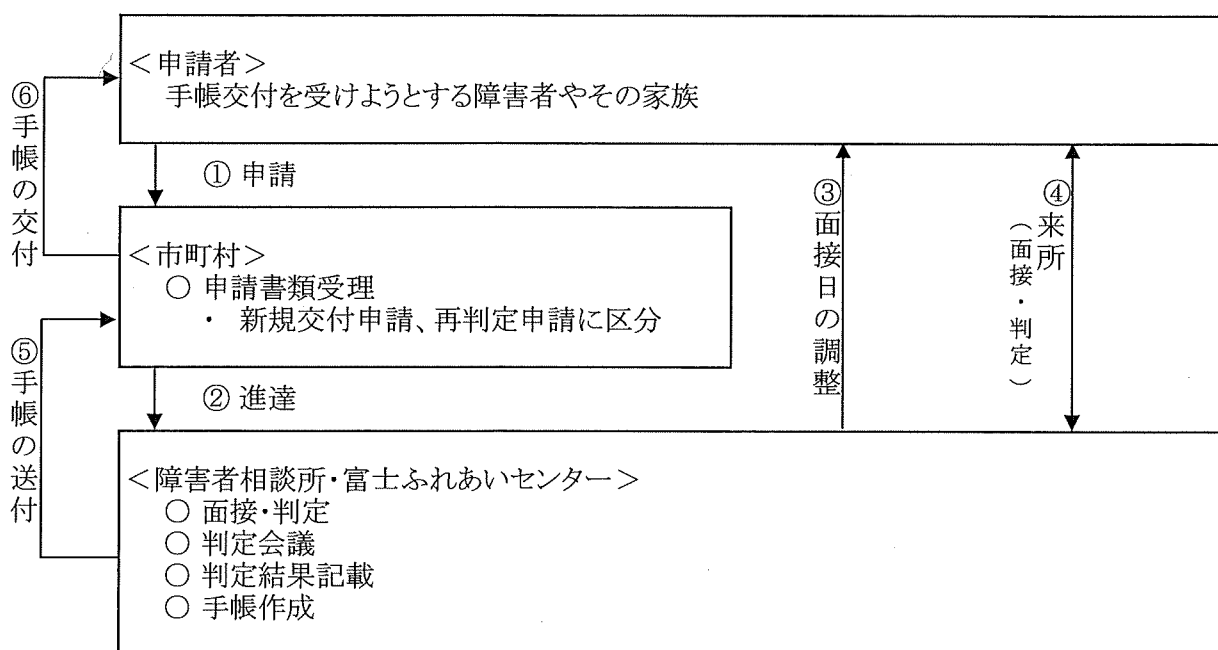 ＜申請者＞
手帳交付を受けようとする障害者やその家族
⑥手帳の交付
① 申請
③面接日の調整
④来所
（面接・判定）
＜市町村＞
○ 申請書類受理
・ 新規交付申請、再判定申請に区分
⑤手帳の送付
② 進達
＜障害者相談所・富士ふれあいセンター＞
○ 面接・判定
○ 判定会議
○ 判定結果記載
○ 手帳作成